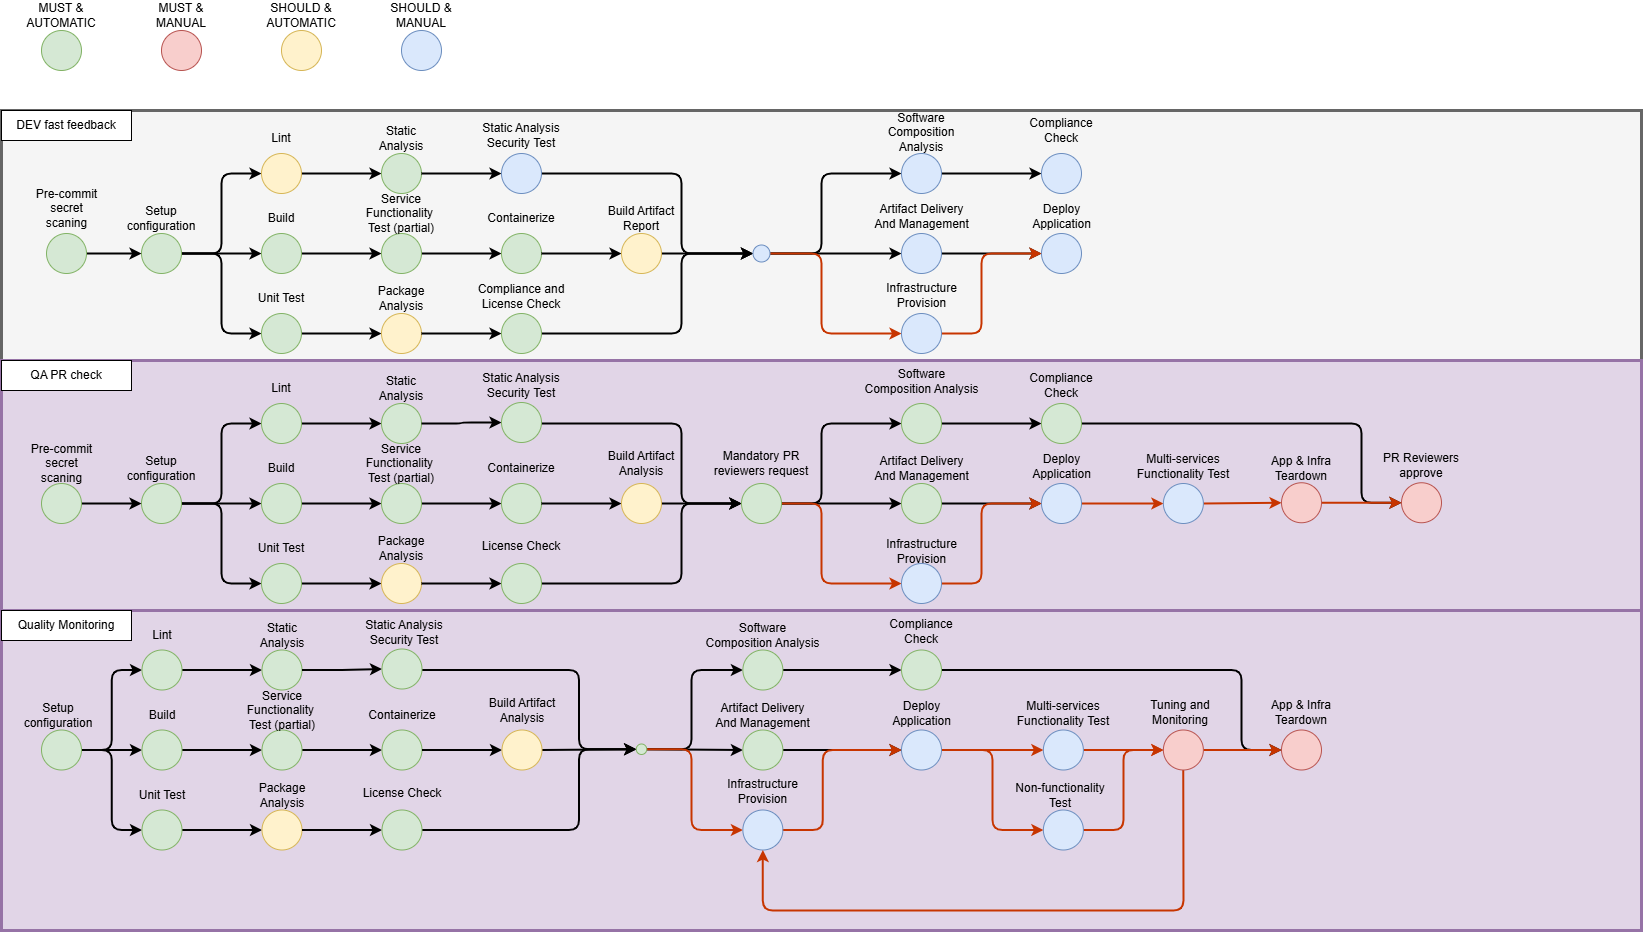 MUST &
AUTOMATIC
MUST &
MANUAL
SHOULD &
AUTOMATIC
SHOULD &
MANUAL
DEV fast feedback
Pre-commit
secret
scaning
Setup
configuration
Lint
Static
Analysis
Static Analysis
Security Test
Build
Service
Functionality
Test (partial)
Containerize
Build Artifact
Report
Unit Test
Package
Analysis
Compliance and
License Check
Software
Composition
Analysis
Compliance
Check
Artifact Delivery
And Management
Deploy
Application
Infrastructure
Provision
QA PR check
Pre-commit
secret
scaning
Setup
configuration
Lint
Static
Analysis
Static Analysis
Security Test
Build
Service
Functionality
Test (partial)
Containerize
Build Artifact
Analysis
Unit Test
Package
Analysis
License Check
Mandatory PR
reviewers request
Software
Composition Analysis
Compliance
Check
Artifact Delivery
And Management
Deploy
Application
Multi-services
Functionality Test
App & Infra
Teardown
PR Reviewers
approve
Infrastructure
Provision
Quality Monitoring
Setup
configuration
Lint
Static
Analysis
Static Analysis
Security Test
Build
Service
Functionality
Test (partial)
Containerize
Build Artifact
Analysis
Unit Test
Package
Analysis
License Check
Software
Composition Analysis
Compliance
Check
Artifact Delivery
And Management
Deploy
Application
Multi-services
Functionality Test
Tuning and
Monitoring
App & Infra
Teardown
Infrastructure
Provision
Non-functionality
Test